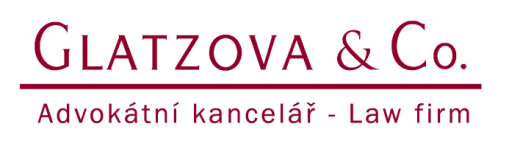 GLATZOVA & Co.
Advokátní kancelář - Law firm